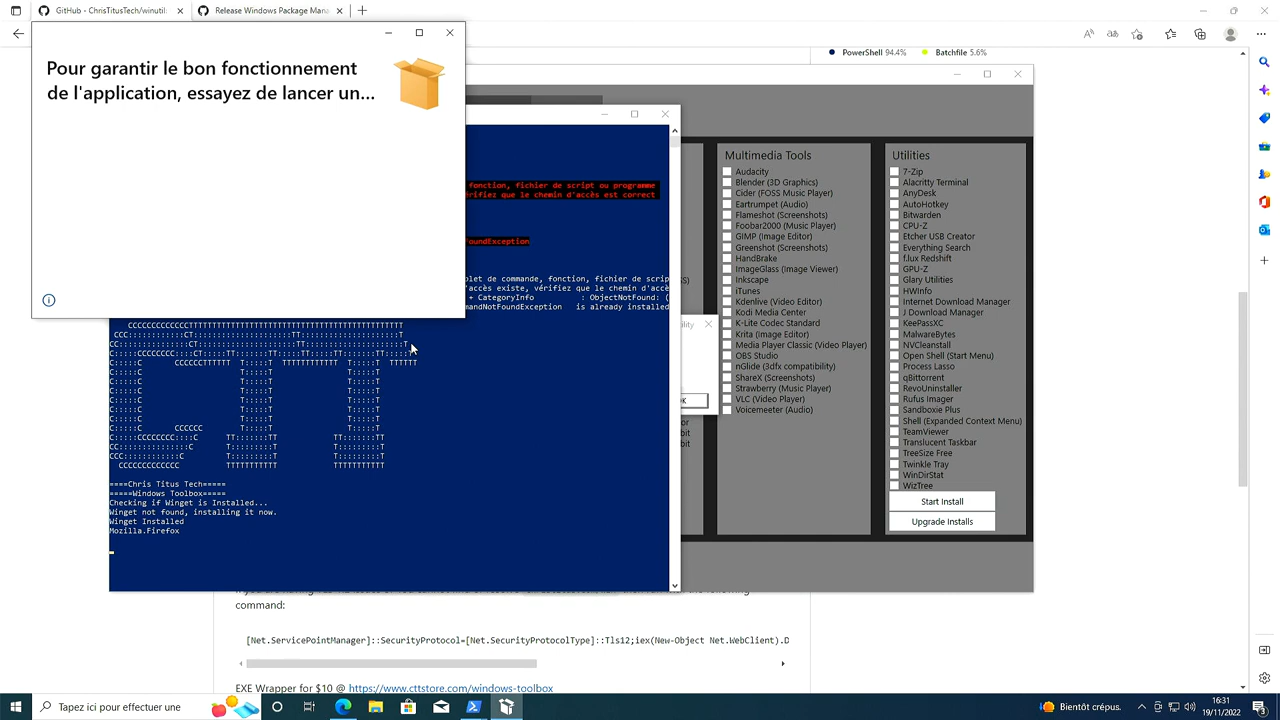 GitHub - ChrisTitusTech/winutil:
Release Windows Package Man
PowerShell 94.4%
Batchfile 5.6%
Pour garantir le bon fonctionnement
de l'application, essayez de lancer un...
fonction, fichier de script ou programme
érifiez que le chemin d'accès est correct
oundException
plet de commande, fonction, fichier de scrip
'accès existe, vérifiez que le chemin d'accè
+ CategoryInfo : ObjectNotFound: (
mandNotFoundException is already installed
CCCCCCCCCCCCCTTTTTTTTTTTTTTTTTTTTTTTTTTTTTTTTTTTTTTTTTT
====Chris Titus Tech=====
=====Windows Toolbox=====
Checking if Winget is Installed...
Winget not found, installing it now.
Winget Installed
Mozilla.Firefox
ility
OK
Multimedia Tools
Audacity
Blender (3D Graphics)
Cider (FOSS Music Player)
Eartrumpet (Audio)
Flameshot (Screenshots)
Foobar2000 (Music Player)
GIMP (Image Editor)
Greenshot (Screenshots)
HandBrake
ImageGlass (Image Viewer)
Inkscape
iTunes
Kdenlive (Video Editor)
Kodi Media Center
K-Lite Codec Standard
Krita (Image Editor)
Media Player Classic (Video Player)
OBS Studio
nGlide (3dfx compatibility)
ShareX (Screenshots)
Strawberry (Music Player)
VLC (Video Player)
Voicemeeter (Audio)
Utilities
7-Zip
Alacritty Terminal
AnyDesk
AutoHotkey
Bitwarden
CPU-Z
Etcher USB Creator
Everything Search
f.lux Redshift
GPU-Z
Glary Utilities
HWInfo
Internet Download Manager
J Download Manager
KeePassXC
MalwareBytes
NVCleanstall
Open Shell (Start Menu)
Process Lasso
qBittorrent
RevoUninstaller
Rufus Imager
Sandboxie Plus
Shell (Expanded Context Menu)
TeamViewer
Translucent Taskbar
TreeSize Free
Twinkle Tray
WinDirStat
WizTree
Start Install
Upgrade Installs
command:
[Net.ServicePointManager]::SecurityProtocol=[Net.SecurityProtocolType]::Tls12;iex(New-Object Net.WebClient).D
EXE Wrapper for $10 @ https://www.cttstore.com/windows-toolbox
Tapez ici pour effectuer une
Bientôt crépus.
16:31
19/11/2022